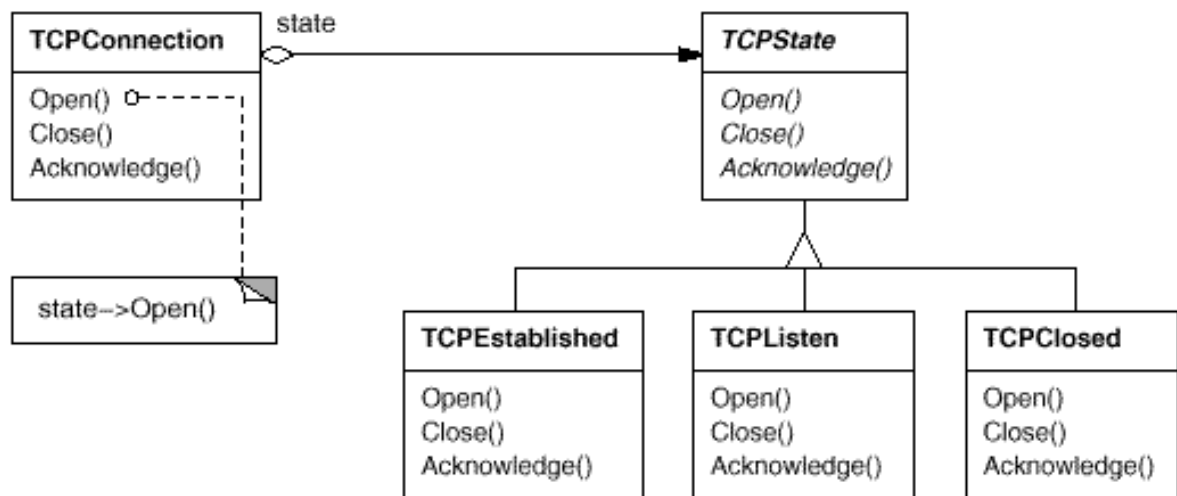 TCPConnection
Open()
Close()
Acknowledge()
state
TCPState
Open()
Close()
Acknowledge()
state->Open()
TCPEstablished
Open()
Close()
Acknowledge()
TCPListen
Open()
Close()
Acknowledge()
TCPClosed
Open()
Close()
Acknowledge()